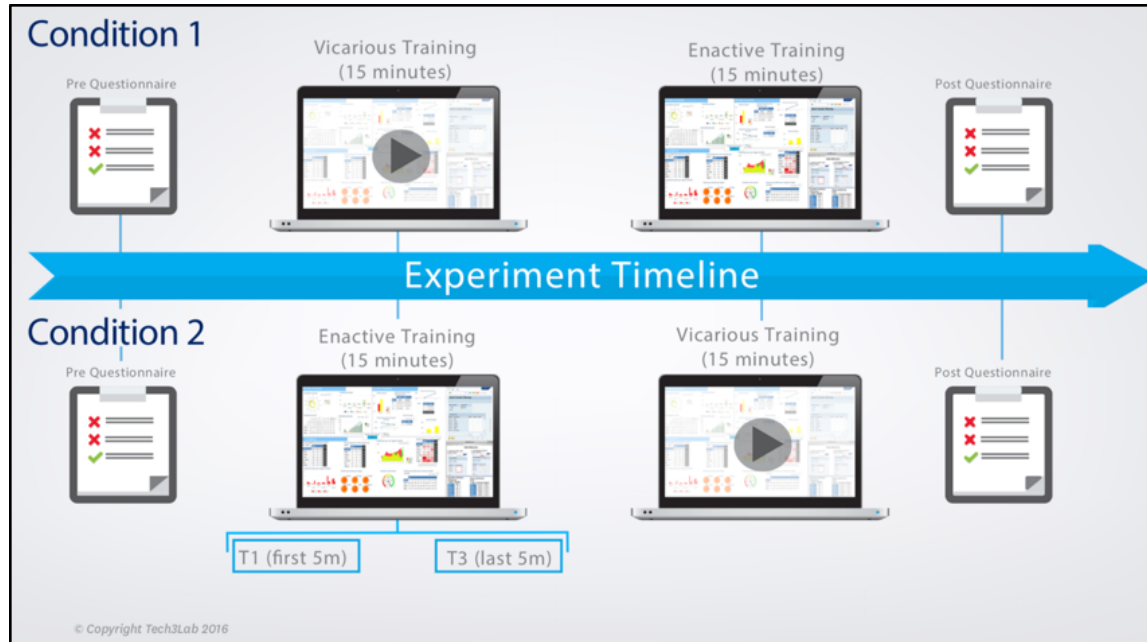 Condition 1
Pre Questionnaire
Vicarious Training
(15 minutes)
Enactive Training
(15 minutes)
Post Questionnaire
Experiment Timeline
Condition 2
Pre Questionnaire
Enactive Training
(15 minutes)
Vicarious Training
(15 minutes)
Post Questionnaire
T1 (first 5m)
T3 (last 5m)
© Copyright Tech3Lab 2016